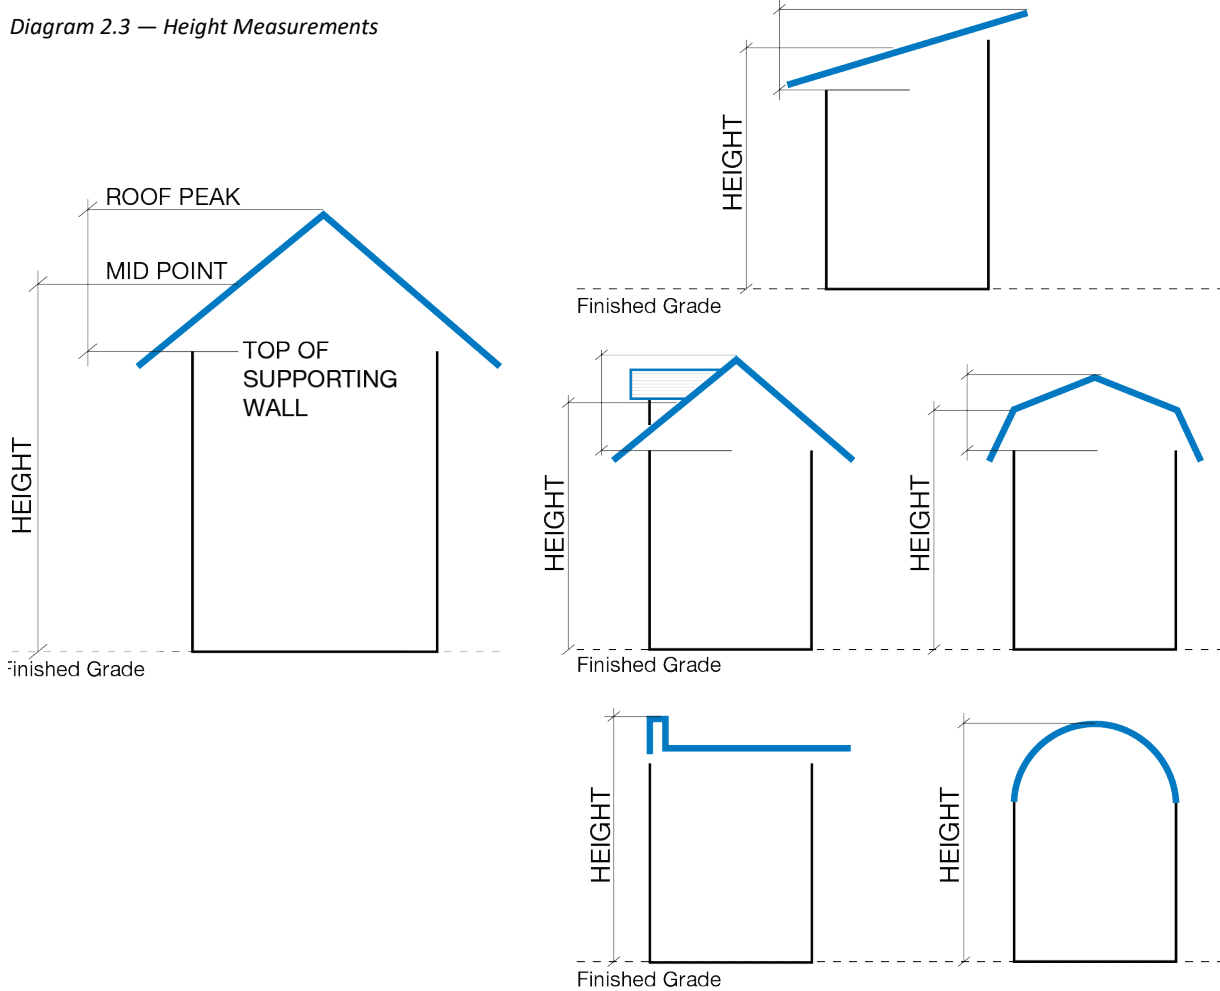 Diagram 2.3 — Height Measurements
ROOF PEAK
MID POINT
TOP OF
SUPPORTING
WALL
HEIGHT
Finished Grade
HEIGHT
Finished Grade
HEIGHT
HEIGHT
Finished Grade
HEIGHT
HEIGHT
Finished Grade